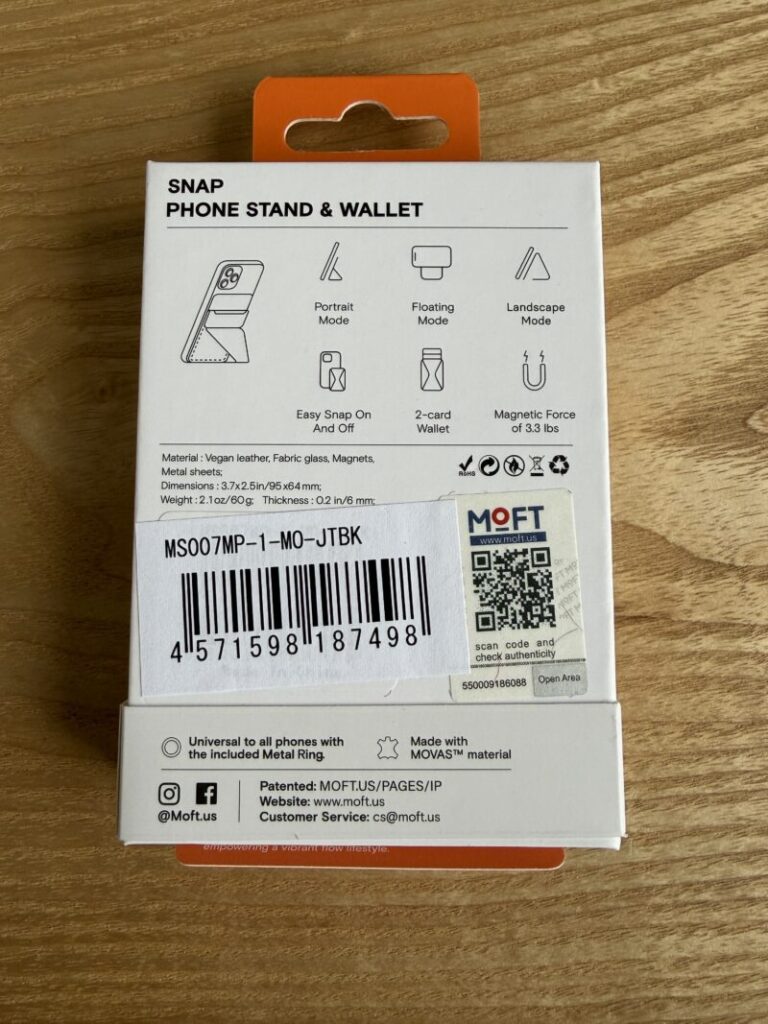 SNAP
PHONE STAND & WALLET
Portrait
Mode
Floating
Mode
Landscape
Mode
Easy Snap On
And Off
2-card
Wallet
Magnetic Force
of 3.3 lbs
Material : Vegan leather, Fabric glass, Magnets,
Metal sheets;
Dimensions : 3.7x2.5in/95x64mm;
Weight : 2.1oz/60g; Thickness : 0.2 in/6 mm;
RoHS
MS007MP-1-MO-JTBK
4 571598 187498
MOFT
www.moft.us
scan code and
check authenticity
550009186088
Open Area
Universal to all phones with
the included Metal Ring.
Made with
MOVAS™ material
@Moft.us
Patented: MOFT.US/PAGES/IP
Website: www.moft.us
Customer Service: cs@moft.us
empowering a vibrant flow lifestyle.